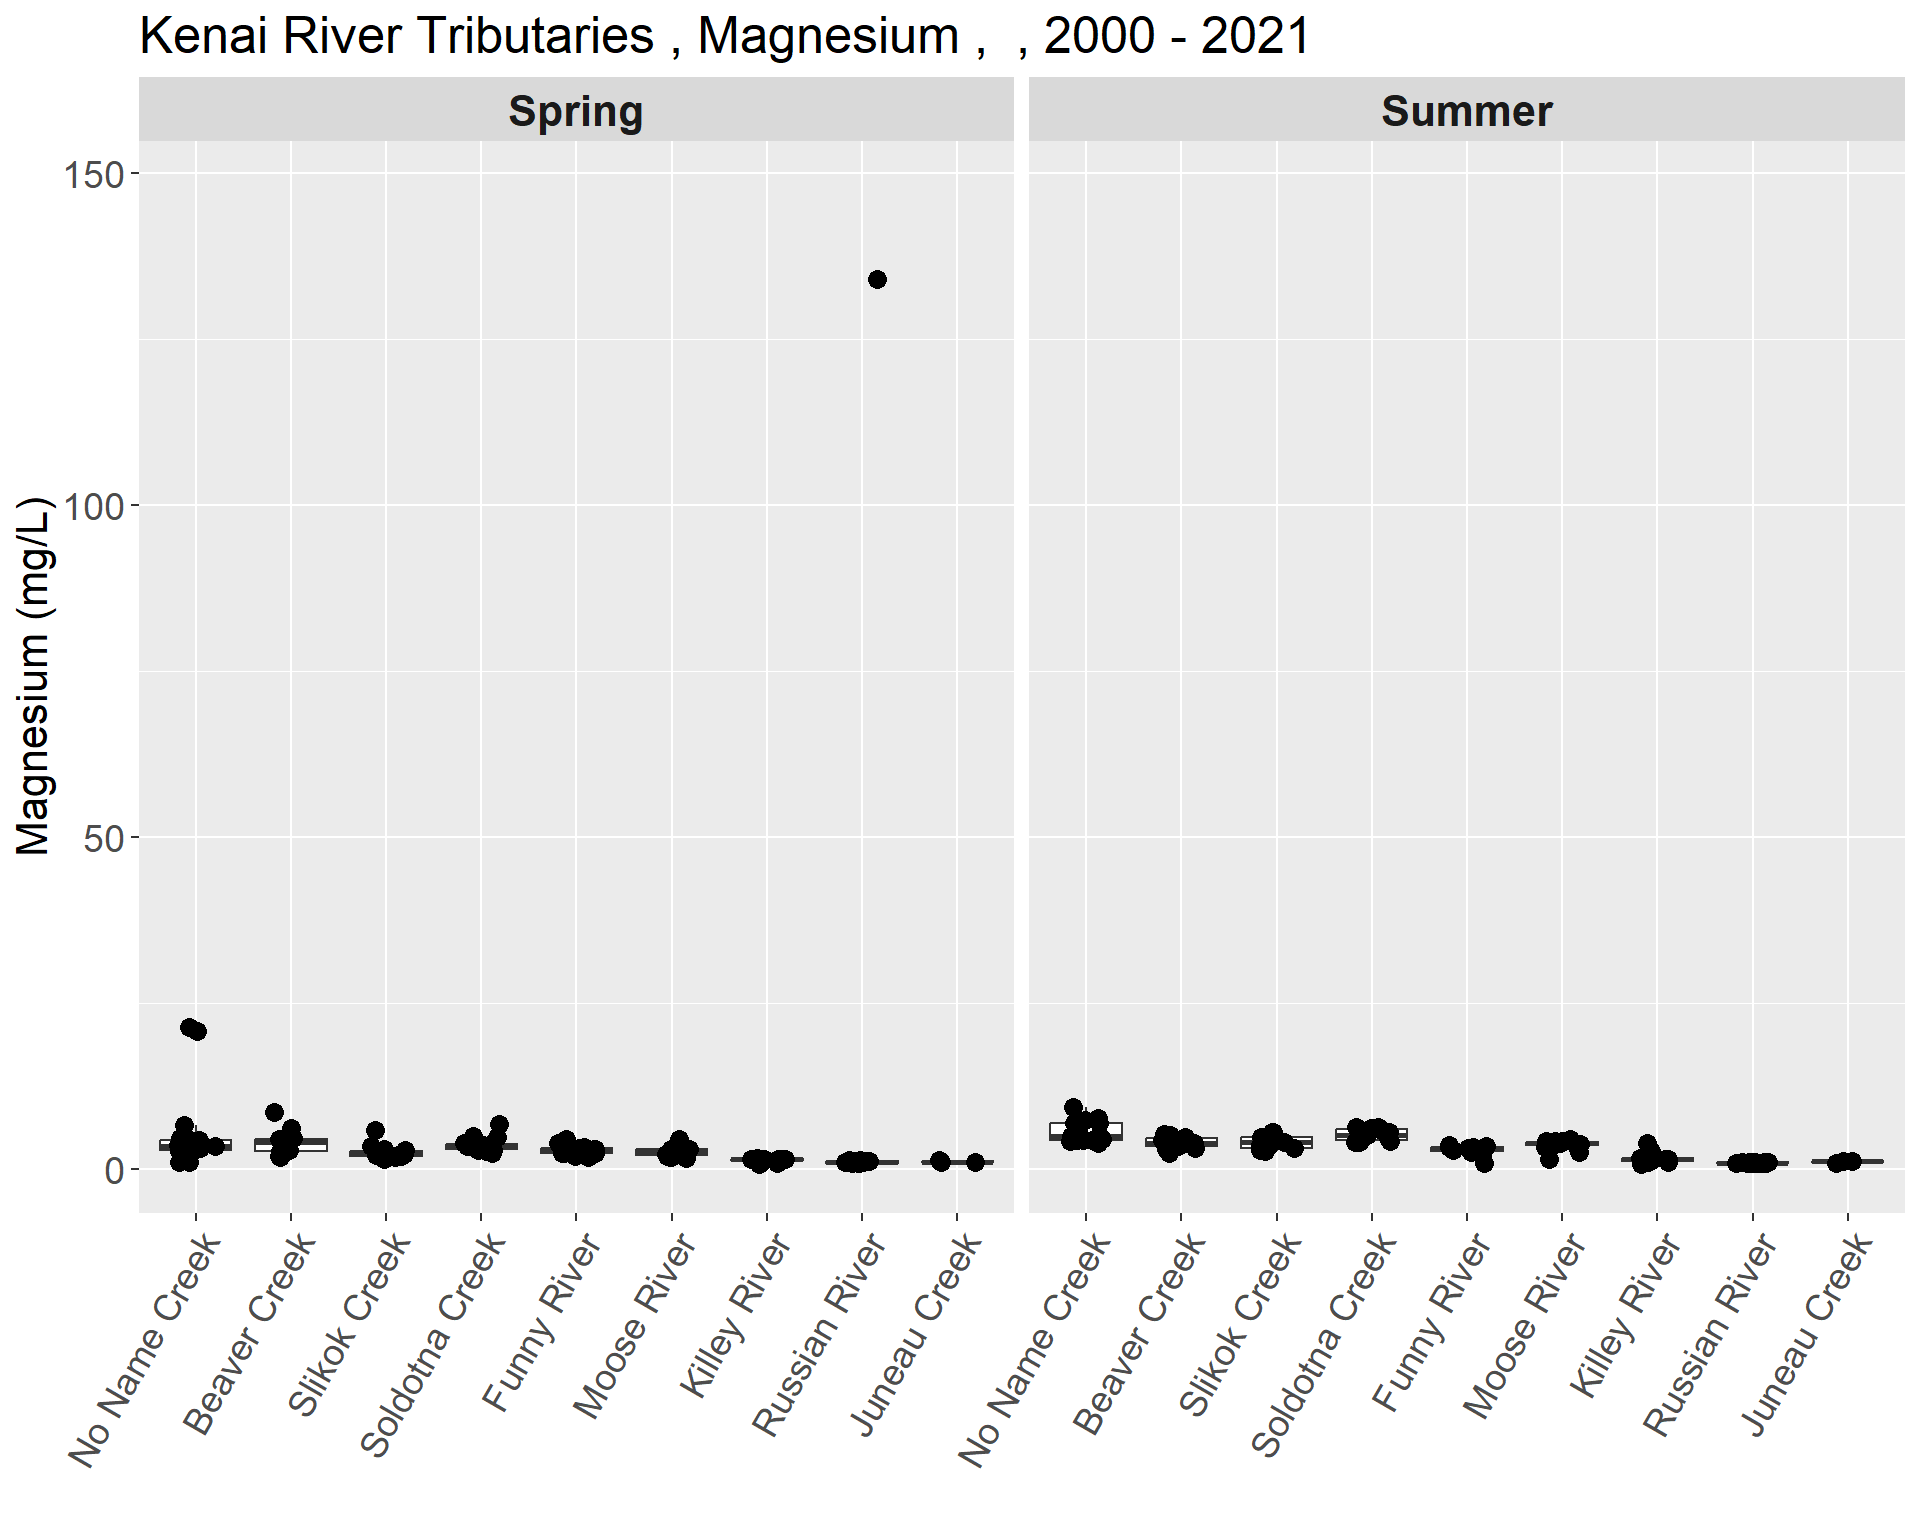 Kenai River Tributaries , Magnesium ,  , 2000 - 2021
Spring
Summer
Magnesium (mg/L)
150
100
50
0
No Name Creek
Beaver Creek
Slikok Creek
Soldotna Creek
Funny River
Moose River
Killey River
Russian River
Juneau Creek
No Name Creek
Beaver Creek
Slikok Creek
Soldotna Creek
Funny River
Moose River
Killey River
Russian River
Juneau Creek